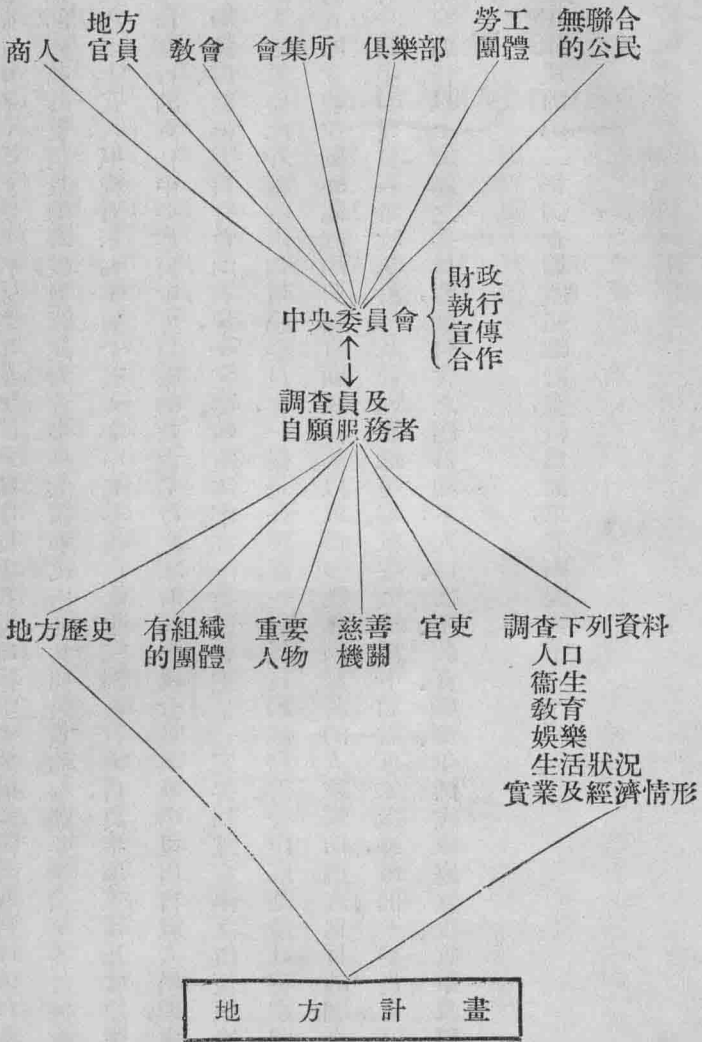 商人
地方
官員
教會
會集所
俱樂部
勞工
團體
無聯合
的公民
中央委員會
財政
執行
宣傳
合作
調查員及
自願服務者
地方歷史
有組織
的團體
重要
人物
慈善
機關
官吏
調查下列資料
人口
衞生
教育
娛樂
生活狀況
實業及經濟情形
地方計畫